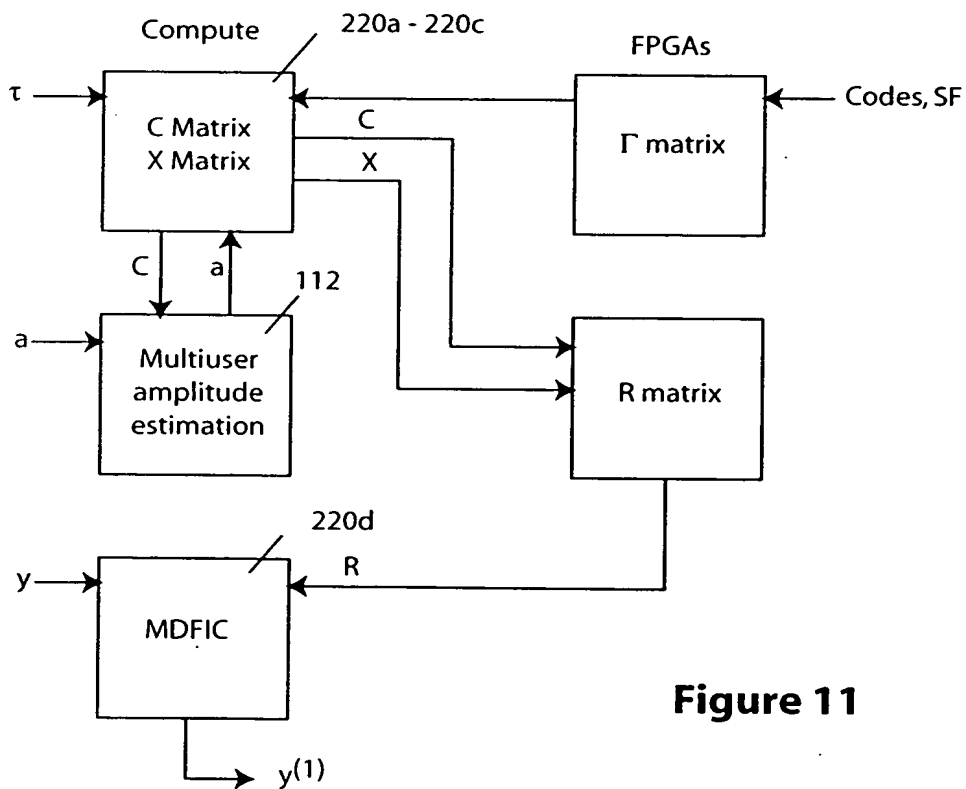 Compute
220a - 220c
FPGAs
τ
C Matrix
X Matrix
C
X
Γ matrix
Codes, SF
C
a
112
a
Multiuser
amplitude
estimation
R matrix
220d
y
R
MDFIC
Figure 11
y(1)